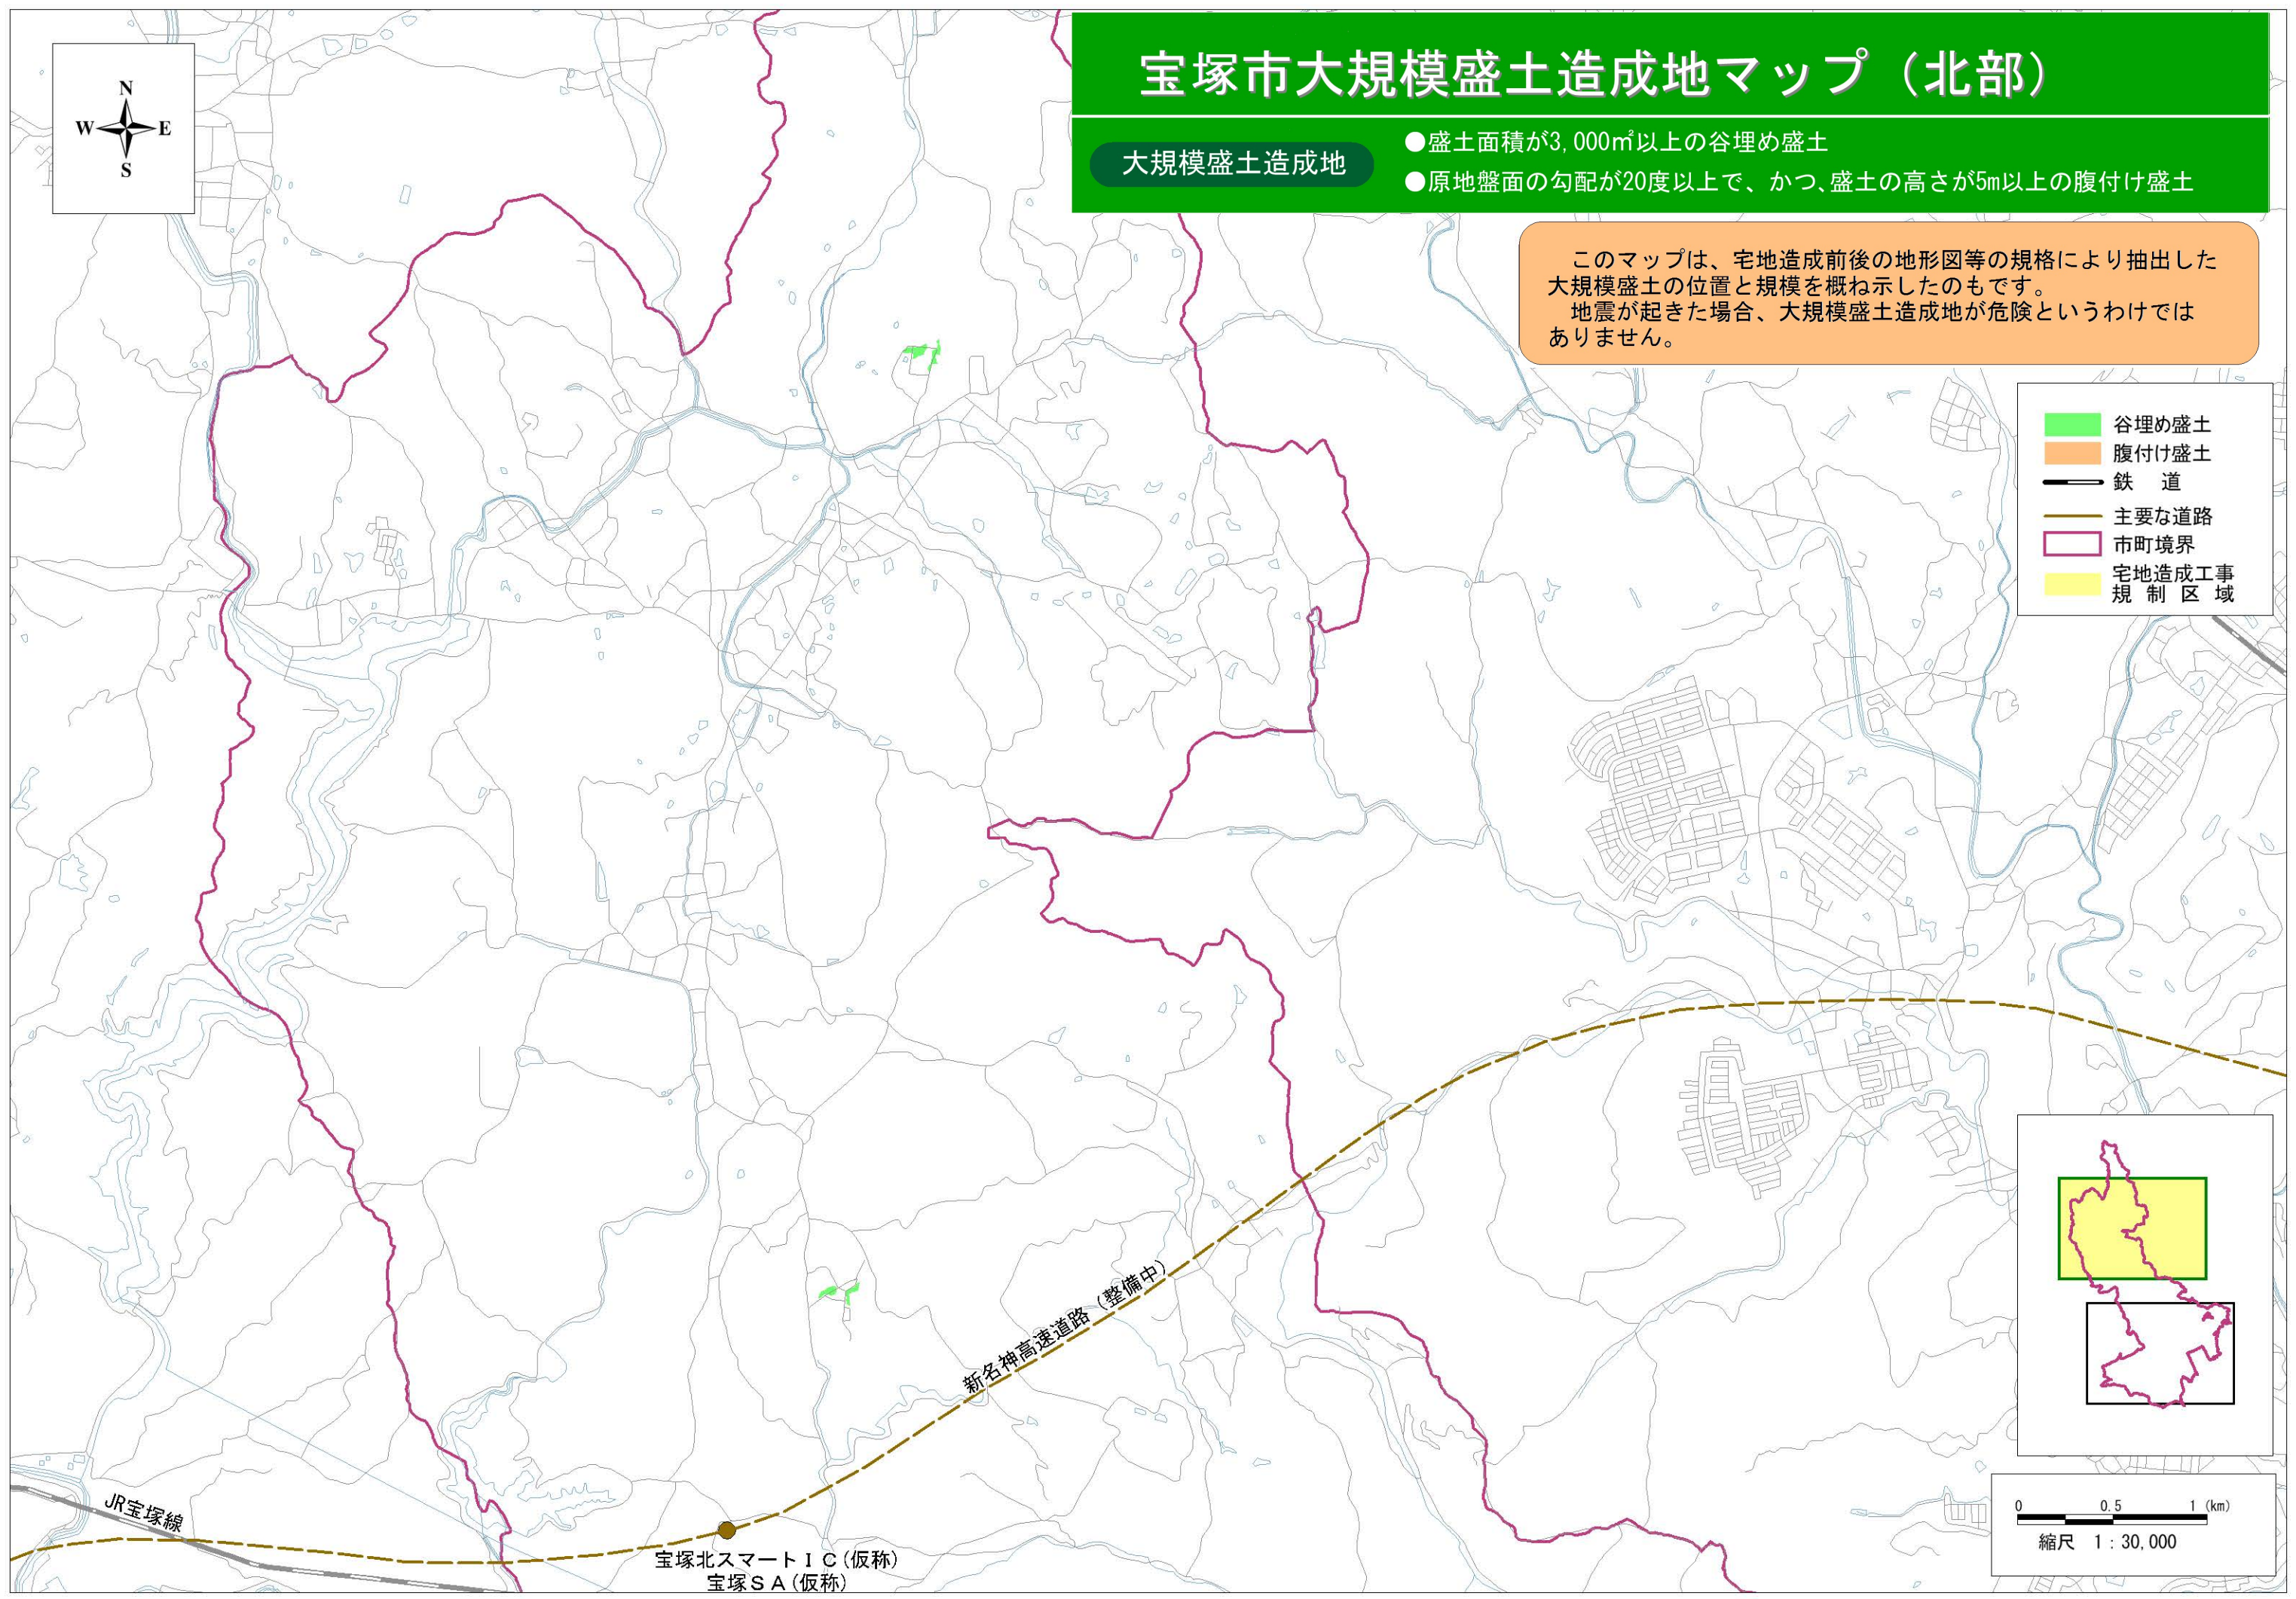 宝塚市大規模盛土造成地マップ（北部）
大規模盛土造成地
●盛土面積が3,000㎡以上の谷埋め盛土
●原地盤面の勾配が20度以上で、かつ､盛土の高さが5m以上の腹付け盛土
N
W E
S
このマップは、宅地造成前後の地形図等の規格により抽出した
大規模盛土の位置と規模を概ね示したのもです。
地震が起きた場合、大規模盛土造成地が危険というわけでは
ありません。
谷埋め盛土
腹付け盛土
鉄　道
主要な道路
市町境界
宅地造成工事
規 制 区 域
新名神高速道路（整備中）
JR宝塚線
宝塚北スマートＩＣ(仮称)
宝塚ＳＡ(仮称)
0 0.5 1 (km)
縮尺　1：30,000